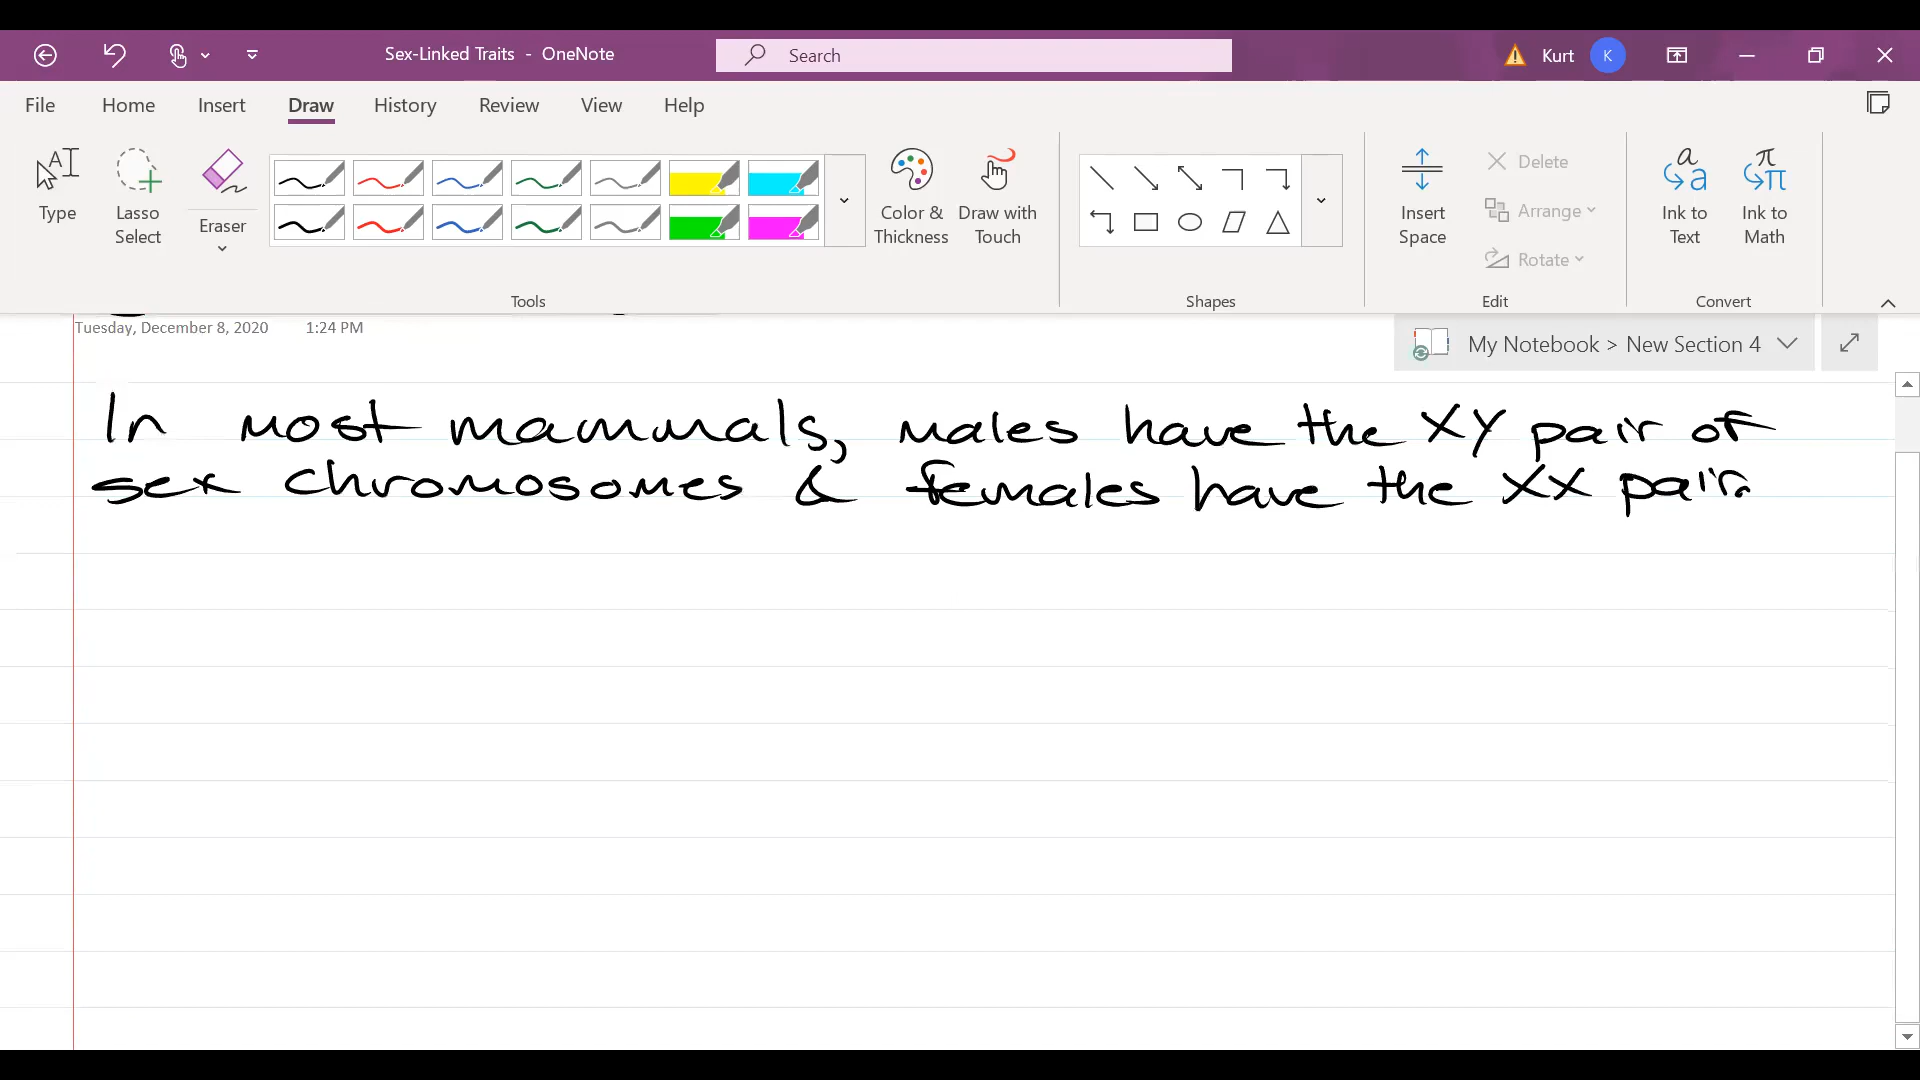 Sex-Linked Traits - OneNote
Search
Kurt
K
File Home Insert Draw History Review View Help
Type
Lasso Select
Eraser
Color & Thickness
Draw with Touch
Insert Space
Delete
Arrange
Rotate
Ink to Text
Ink to Math
Tools Shapes Edit Convert
Tuesday, December 8, 2020 1:24 PM
My Notebook > New Section 4
In most mammals, males have the XY pair of
sex chromosomes & females have the XX pair.